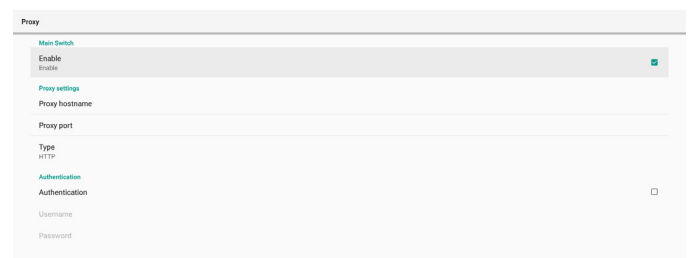 Proxy
Main Switch
Enable
Enable
Proxy settings
Proxy hostname
Proxy port
Type
HTTP
Authentication
Authentication
Username
Password